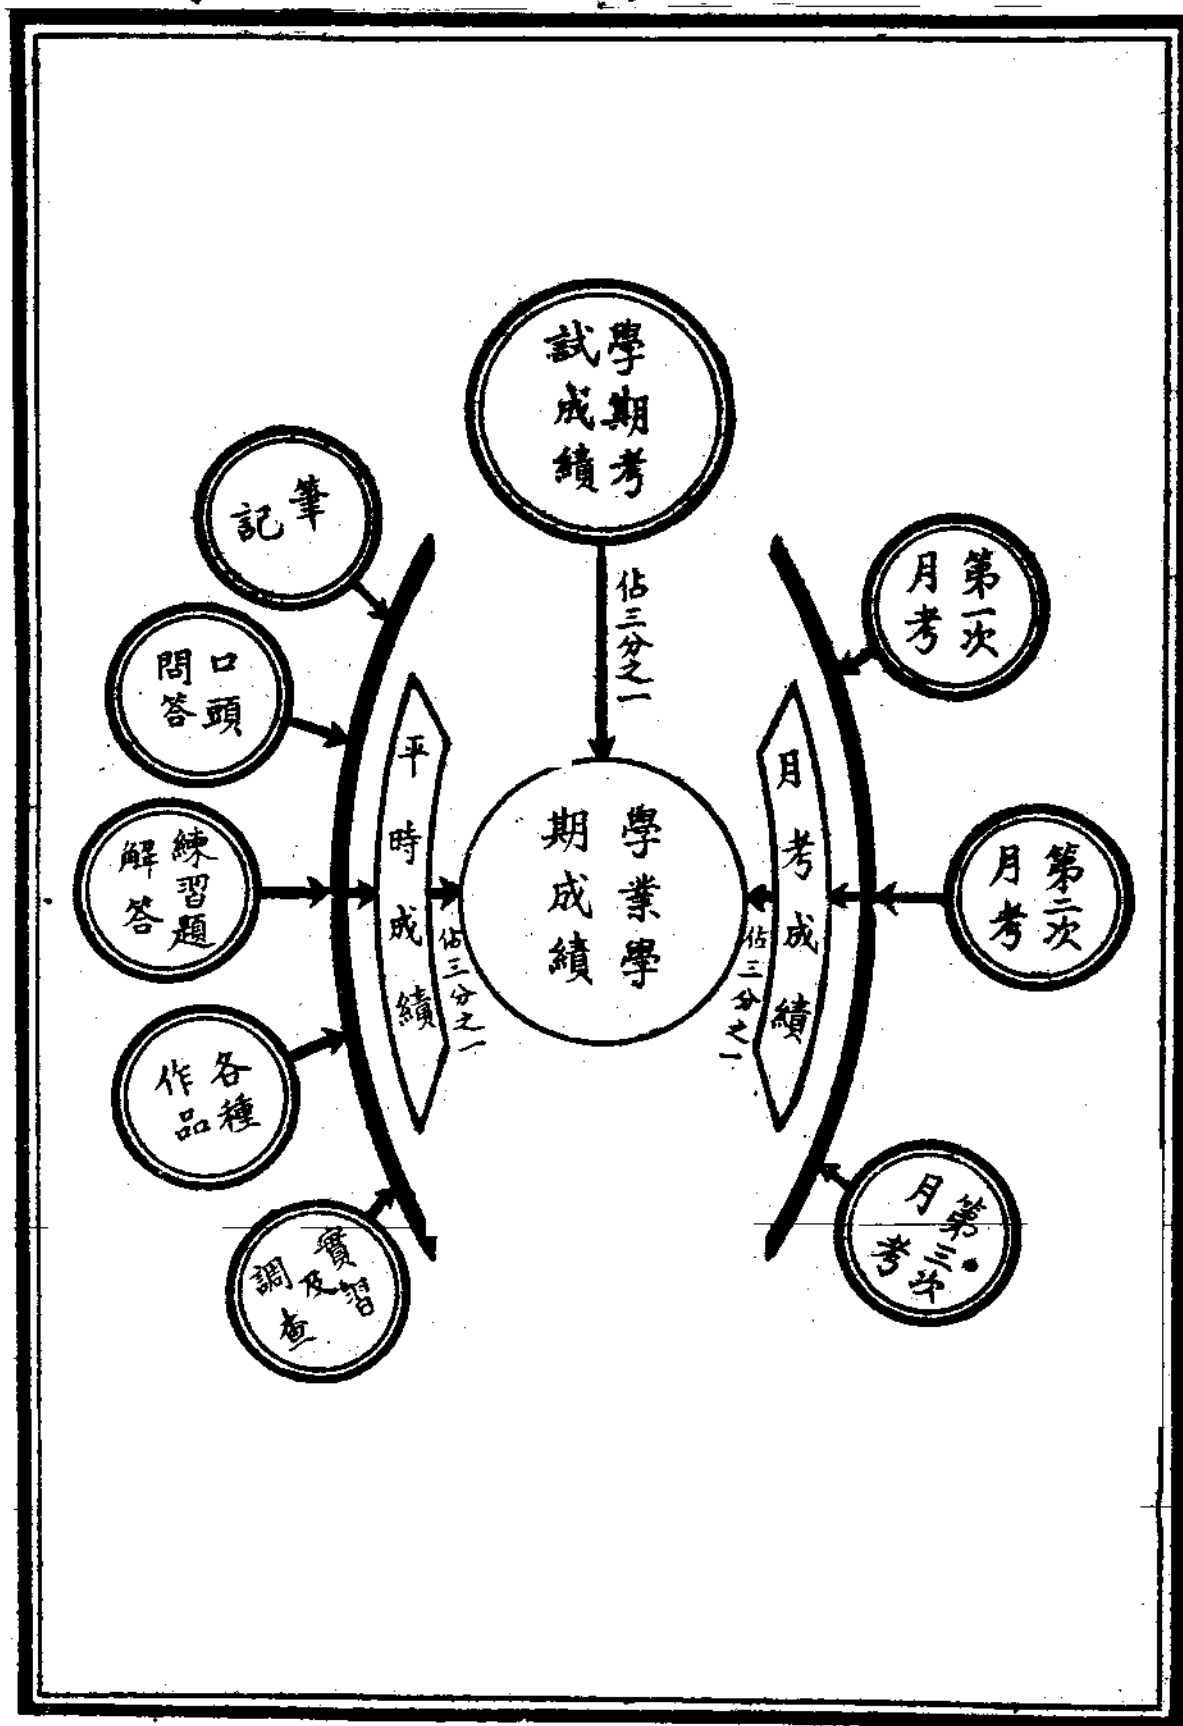 學期考
試成績
佔三分之一
學業學
期成績
月考成績
佔三分之一
第一次
月考
第二次
月考
第三次
月考
平時成績
佔三分之一
筆
記
口頭
問答
練習題
解答
各種
作品
實習
及
調查